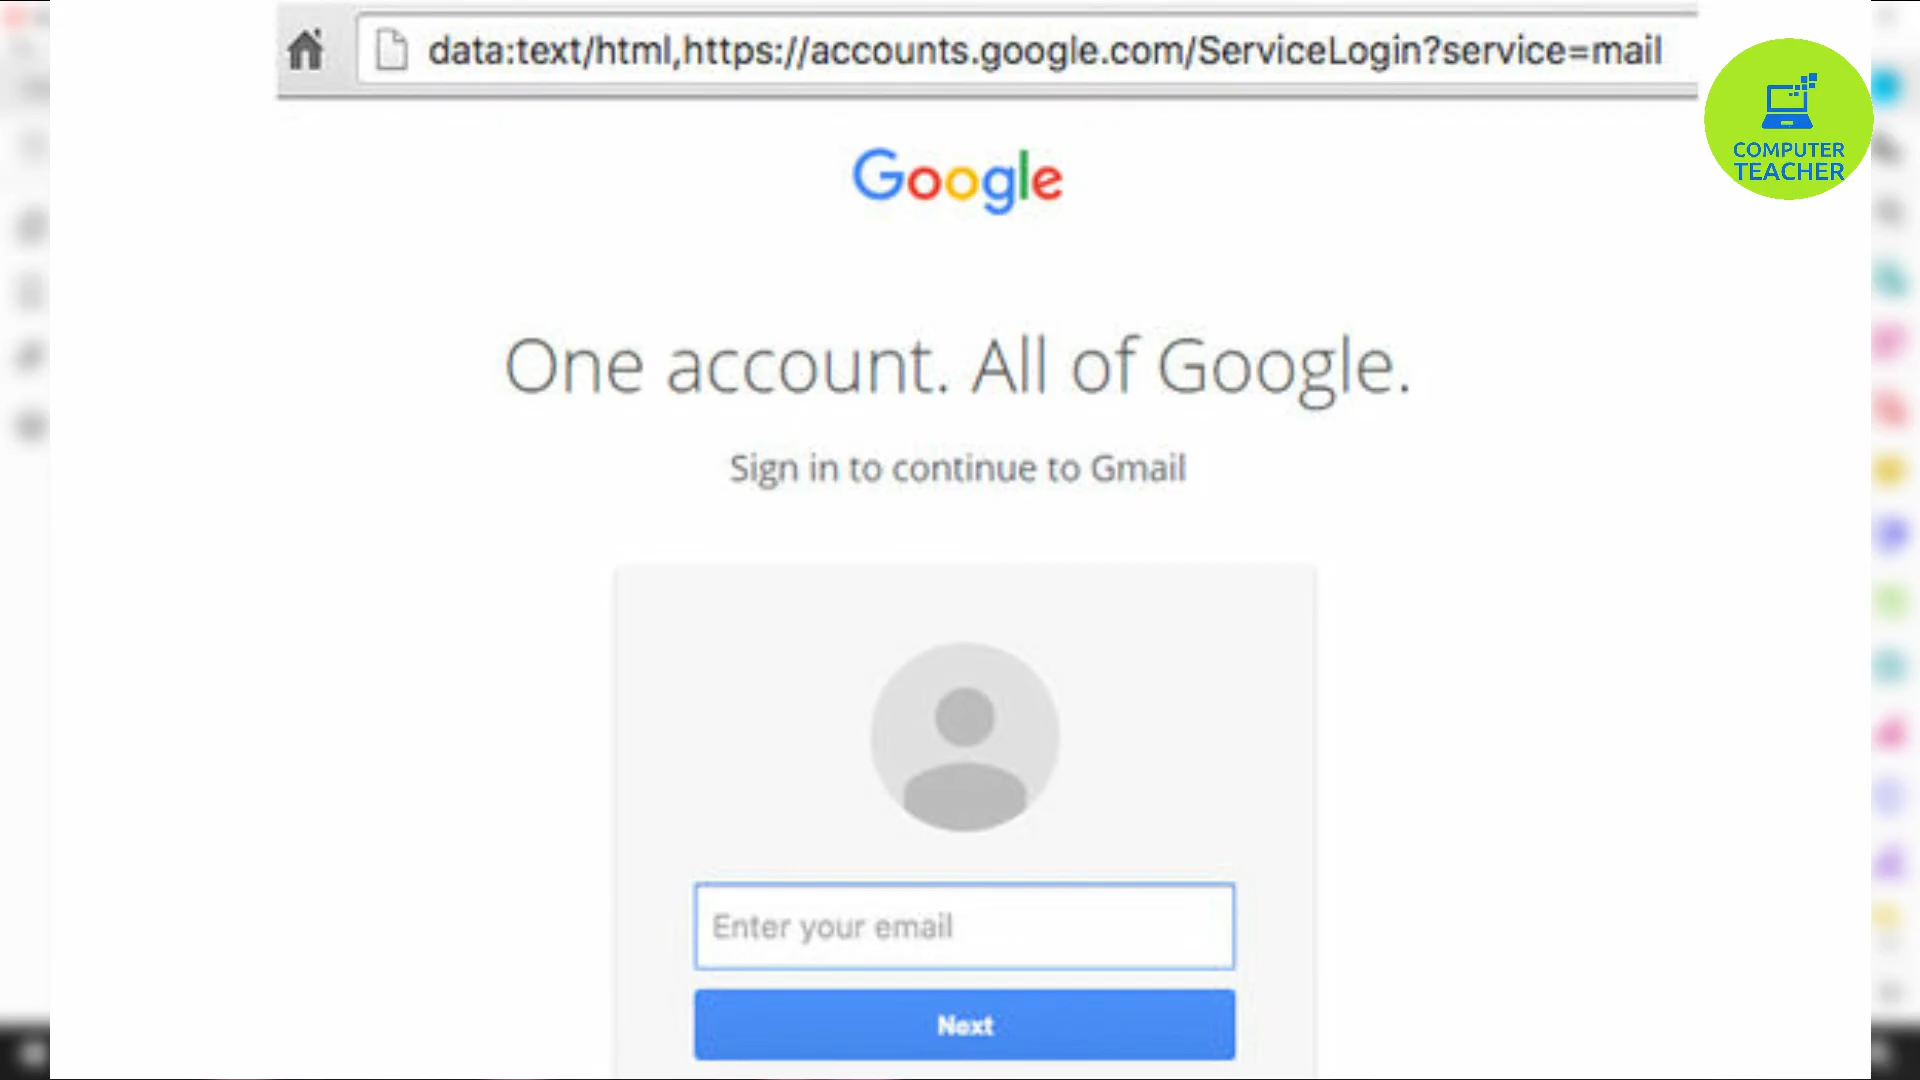 data:text/html,https://accounts.google.com/ServiceLogin?service=mail
COMPUTER
TEACHER
Google
One account. All of Google.
Sign in to continue to Gmail
Enter your email
Next